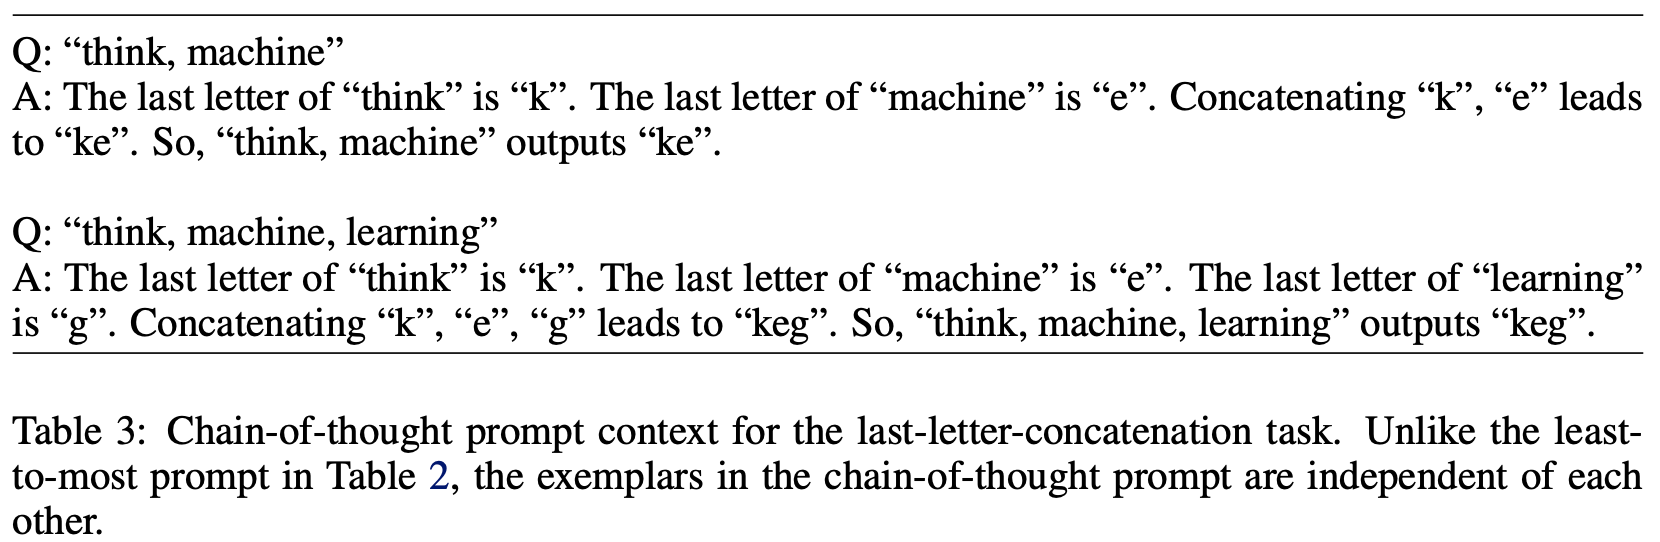 Q: “think, machine”
A: The last letter of “think” is “k”. The last letter of “machine” is “e”. Concatenating “k”, “e” leads
to “ke”. So, “think, machine” outputs “ke”.
Q: “think, machine, learning”
A: The last letter of “think” is “k”. The last letter of “machine” is “e”. The last letter of “learning”
is “g”. Concatenating “k”, “e”, “g” leads to “keg”. So, “think, machine, learning” outputs “keg”.
Table 3: Chain-of-thought prompt context for the last-letter-concatenation task. Unlike the least-
to-most prompt in Table 2, the exemplars in the chain-of-thought prompt are independent of each
other.